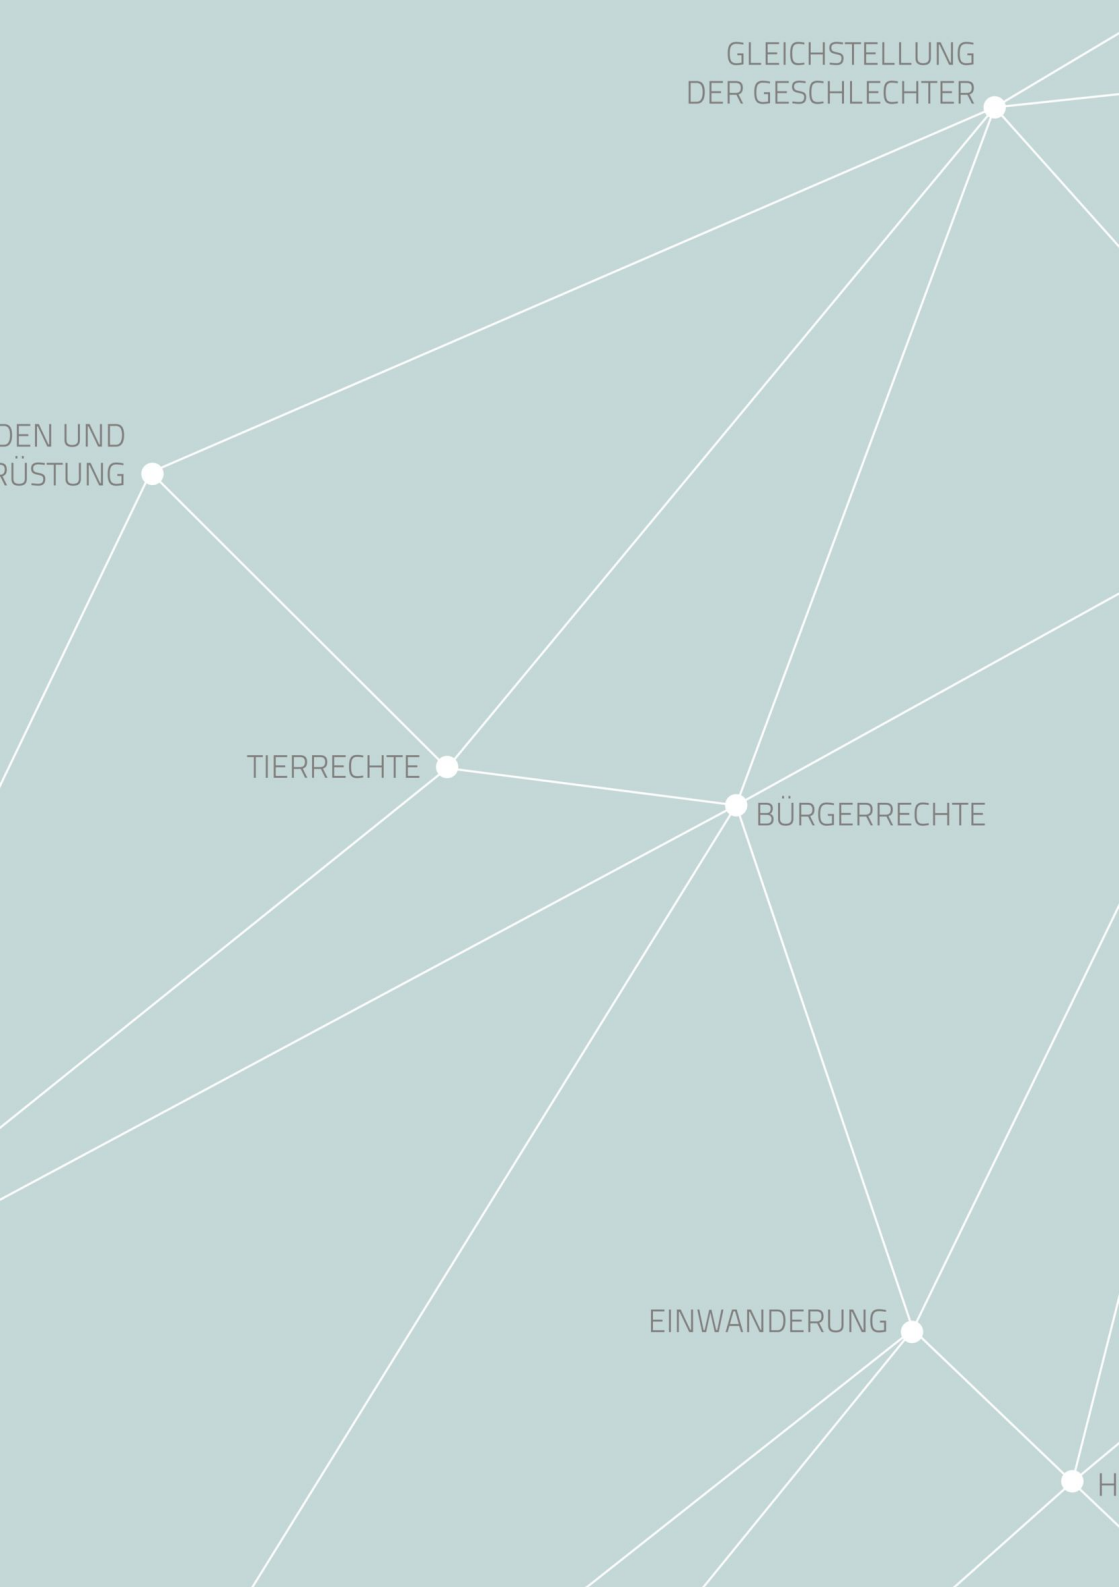 GLEICHSTELLUNG
DER GESCHLECHTER
DEN UND
RÜSTUNG
TIERRECHTE
BÜRGERRECHTE
EINWANDERUNG
H